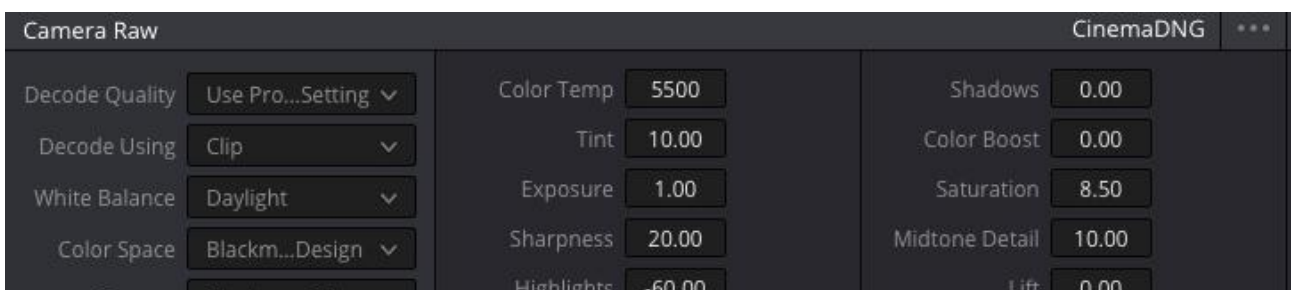 Camera Raw
CinemaDNG
Decode Quality
Use Pro...Setting
Decode Using
Clip
White Balance
Daylight
Color Space
Blackm...Design
Color Temp
5500
Tint
10.00
Exposure
1.00
Sharpness
20.00
Highlights
-60.00
Shadows
0.00
Color Boost
0.00
Saturation
8.50
Midtone Detail
10.00
Lift
0.00